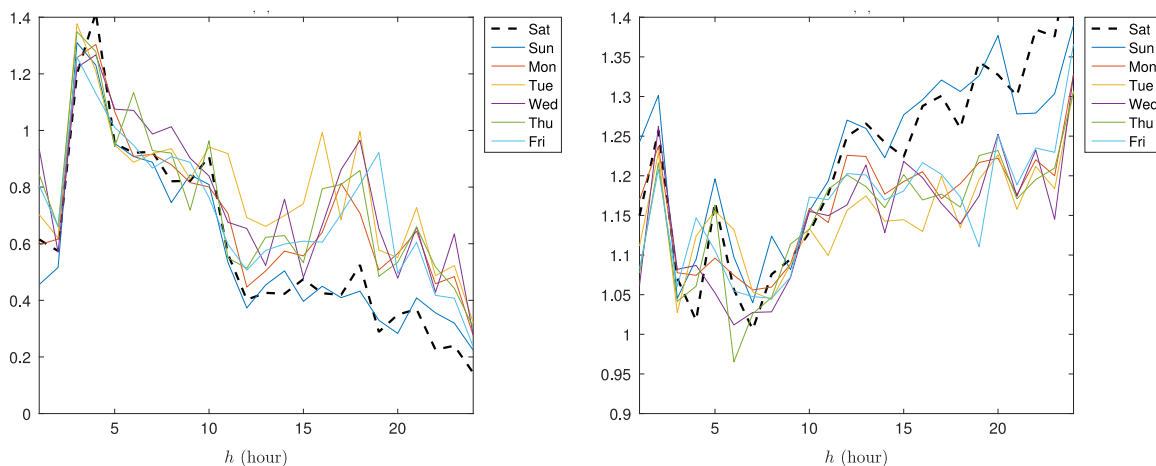 , ,
1.4
1.2
1
0.8
0.6
0.4
0.2
0
5
10
15
20
h (hour)
Sat
Sun
Mon
Tue
Wed
Thu
Fri
, ,
1.4
1.35
1.3
1.25
1.2
1.15
1.1
1.05
1
0.95
0.9
5
10
15
20
h (hour)
Sat
Sun
Mon
Tue
Wed
Thu
Fri